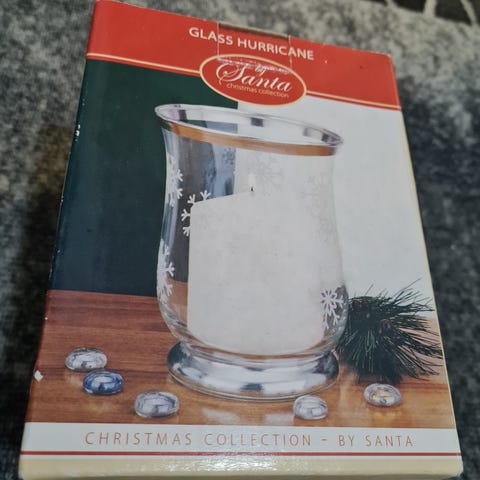 GLASS HURRICANE
by
Santa
christmas collection
CHRISTMAS COLLECTION - BY SANTA